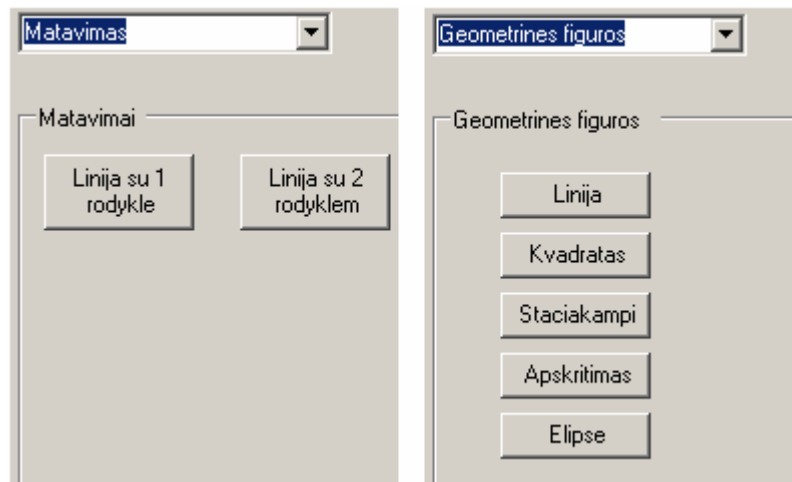 Matavimas
Matavimai
Linija su 1
rodykle
Linija su 2
rodyklem
Geometrines figuros
Geometrines figuros
Linija
Kvadratas
Staciakampi
Apskritimas
Elipse